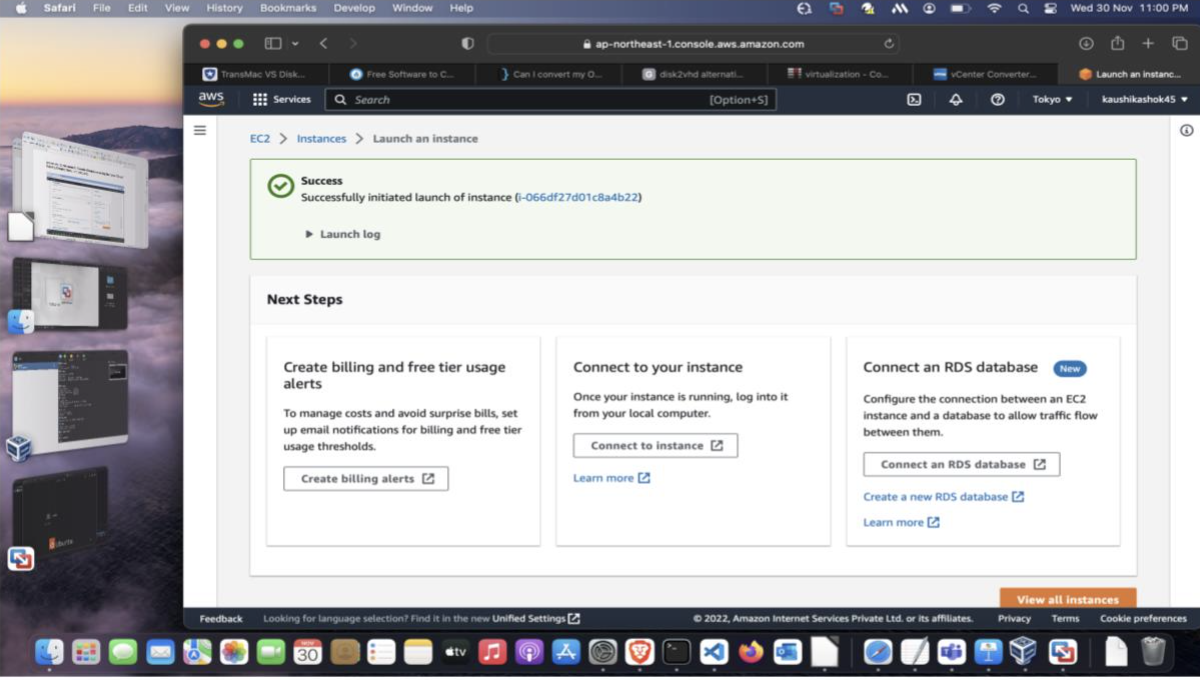 Safari File Edit View History Bookmarks Develop Window Help Wed 30 Nov 11:00 PM
ap-northeast-1.console.aws.amazon.com
TransMac VS Disk... Free Software to C... Can I convert my O... disk2vhd alternati... virtualization - Co... vCenter Converter... Launch an instanc...
aws Services Search [Option+S] Tokyo kaushikashok45
EC2 > Instances > Launch an instance
Success
Successfully initiated launch of instance (i-066df27d01c8a4b22)
Launch log
Next Steps
Create billing and free tier usage
alerts
To manage costs and avoid surprise bills, set
up email notifications for billing and free tier
usage thresholds.
Create billing alerts
Connect to your instance
Once your instance is running, log into it
from your local computer.
Connect to instance
Learn more
Connect an RDS database New
Configure the connection between an EC2
instance and a database to allow traffic flow
between them.
Connect an RDS database
Create a new RDS database
Learn more
View all instances
Feedback Looking for language selection? Find it in the new Unified Settings © 2022, Amazon Internet Services Private Ltd. or its affiliates. Privacy Terms Cookie preferences
NOV
30
tv